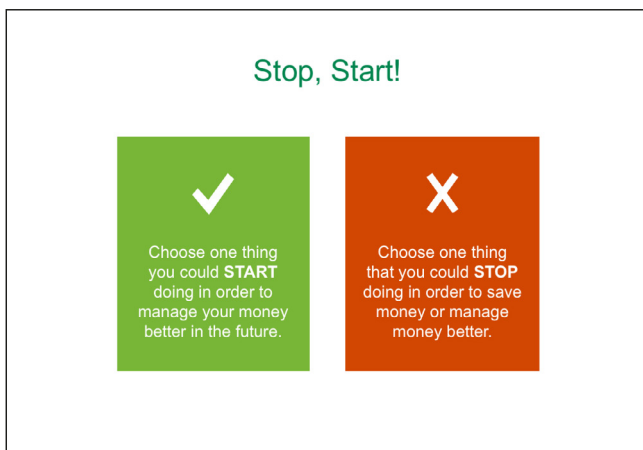 Stop, Start!
Choose one thing
you could START
doing in order to
manage your money
better in the future.
Choose one thing
that you could STOP
doing in order to save
money or manage
money better.